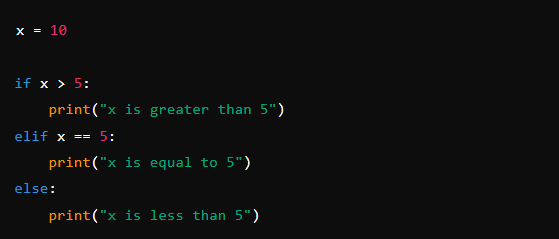 x = 10
if x > 5:
    print("x is greater than 5")
elif x == 5:
    print("x is equal to 5")
else:
    print("x is less than 5")